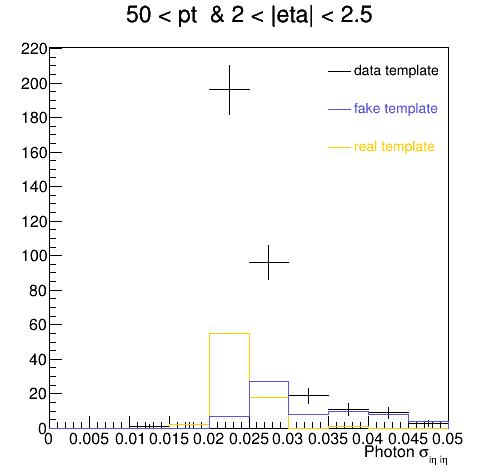 50 < pt & 2 < |eta| < 2.5
220
200
180
160
140
120
100
80
60
40
20
0
data template
fake template
real template
0 0.005 0.01 0.015 0.02 0.025 0.03 0.035 0.04 0.045 0.05
Photon σiη iη